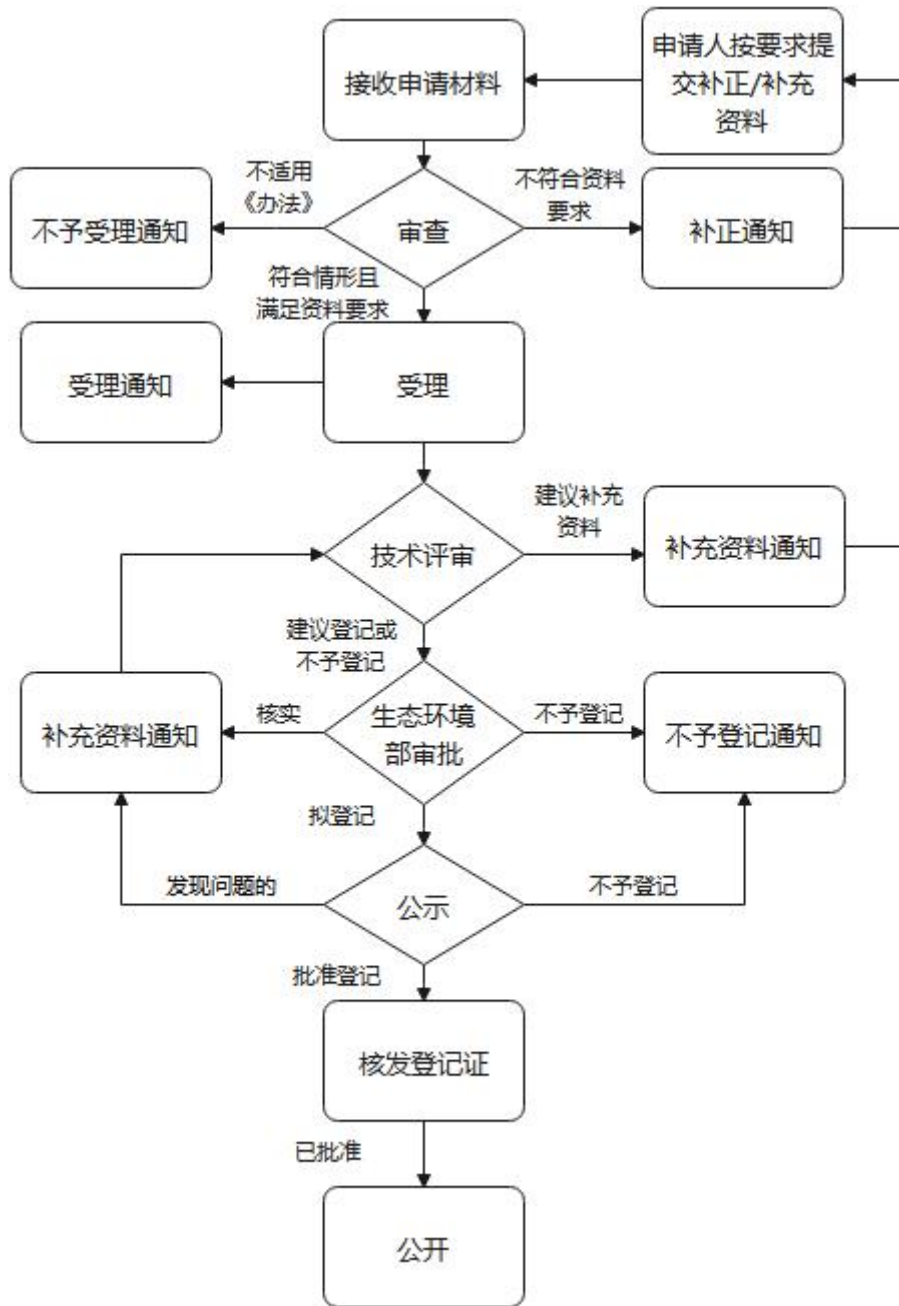 接收申请材料
申请人按要求提
交补正/补充
资料
不适用
《办法》
不符合资料
要求
不予受理通知
审查
补正通知
符合情形且
满足资料要求
受理通知
受理
建议补充
资料
技术评审
补充资料通知
建议登记或
不予登记
补充资料通知
核实
生态环境
部审批
不予登记
不予登记通知
拟登记
发现问题的
公示
不予登记
批准登记
核发登记证
已批准
公开